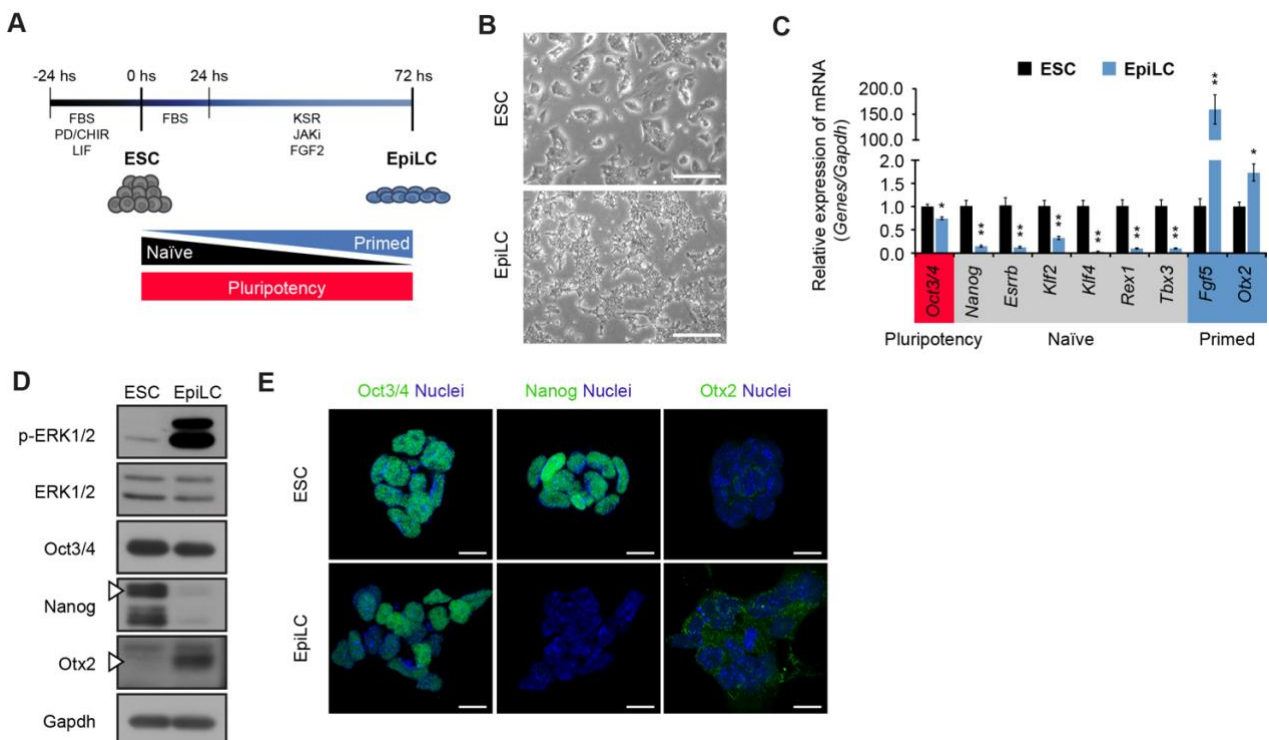 A
-24 hs 0 hs 24 hs 72 hs
FBS FBS KSR
PD/CHIR JAKi
LIF FGF2
ESC EpiLC
Naïve Primed
Pluripotency
B
ESC
EpiLC
C
ESC EpiLC
Relative expression of mRNA
(Genes/Gapdh)
200.0
150.0
100.0
2.0
1.5
1.0
0.5
0.0
* ** ** ** ** ** ** ** *
Oct3/4 Nanog Esrrb Klf2 Klf4 Rex1 Tbx3 Fgf5 Otx2
Pluripotency Naïve Primed
D
ESC EpiLC
p-ERK1/2
ERK1/2
Oct3/4
Nanog
Otx2
Gapdh
E
Oct3/4 Nuclei Nanog Nuclei Otx2 Nuclei
ESC
EpiLC